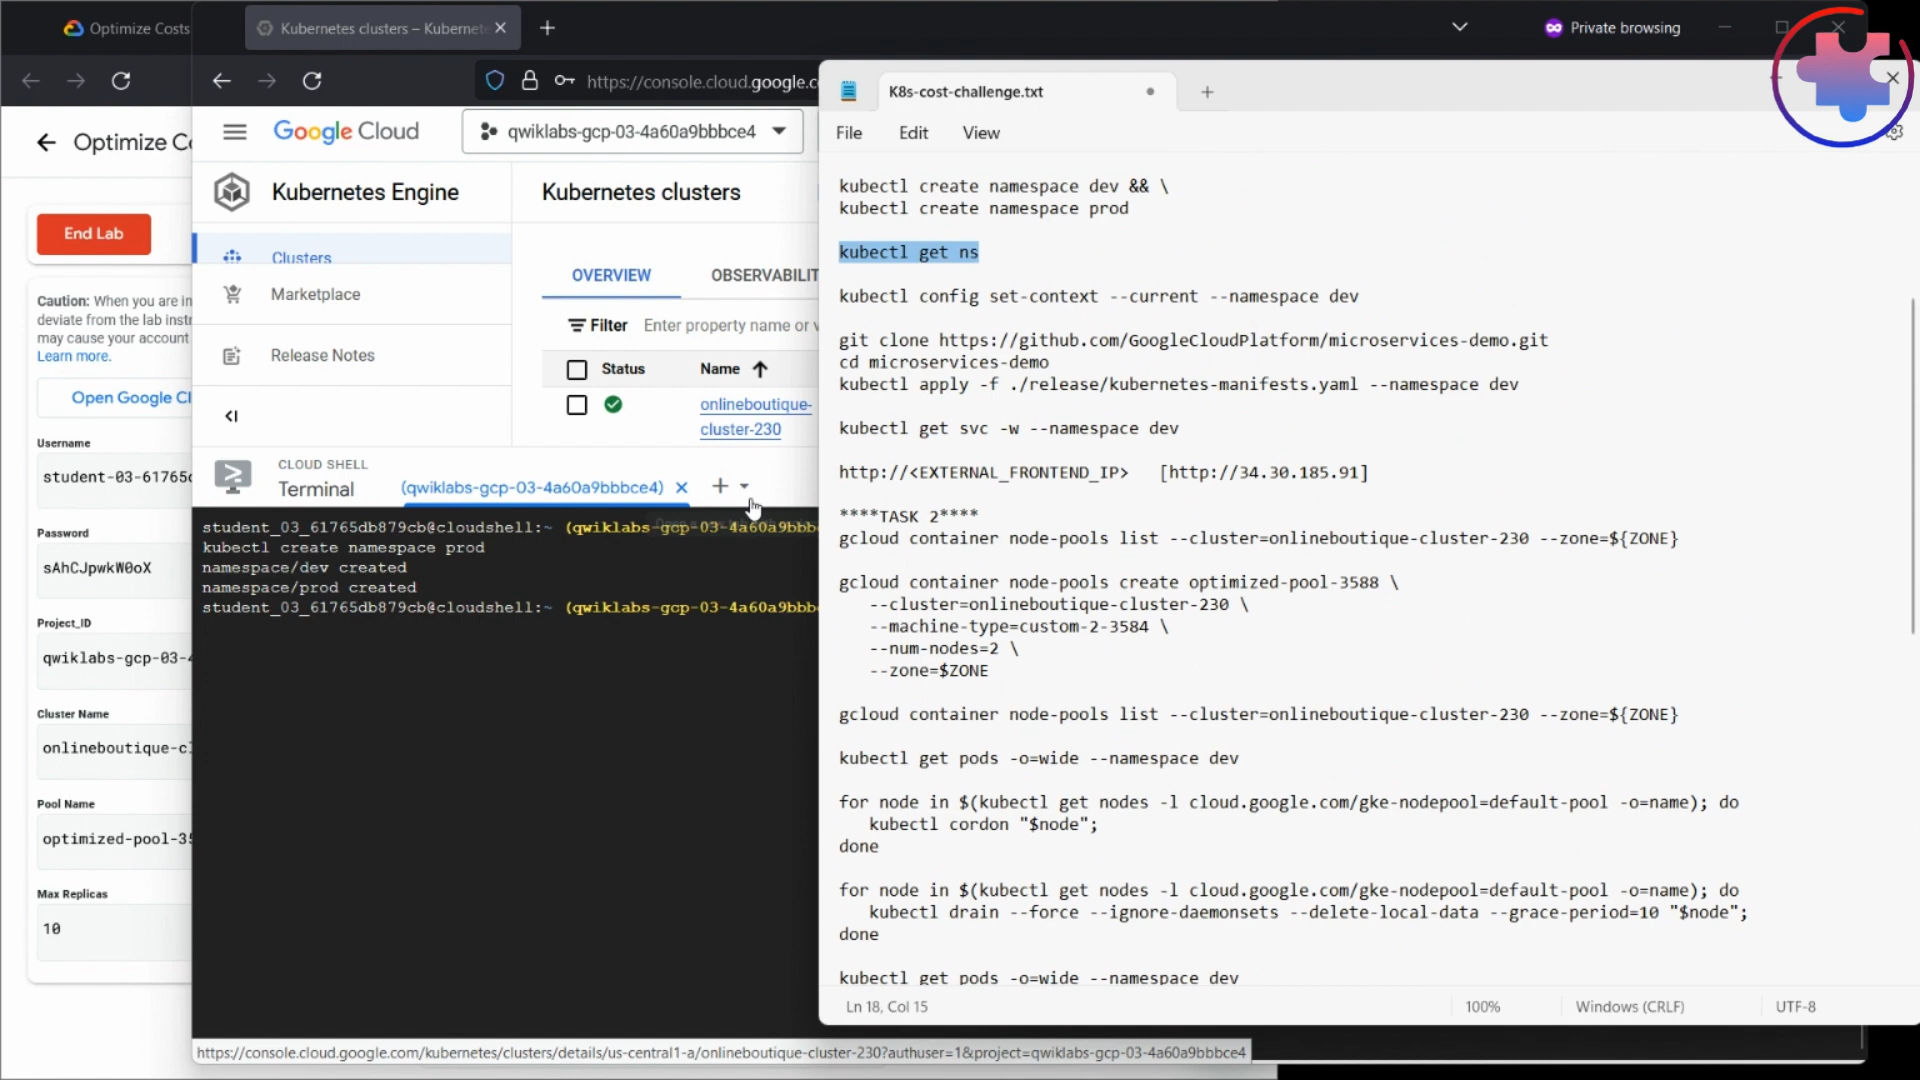 Optimize Costs
Kubernetes clusters – Kubernete
Private browsing
https://console.cloud.google.c
K8s-cost-challenge.txt
File Edit View
Optimize Co
End Lab
Caution: When you are in
deviate from the lab instr
may cause your account
Learn more.
Open Google Cl
Username
student-03-61765c
Password
sAhCJpwkW0oX
Project_ID
qwiklabs-gcp-03-4
Cluster Name
onlineboutique-cl
Pool Name
optimized-pool-35
Max Replicas
10
Google Cloud
qwiklabs-gcp-03-4a60a9bbbce4
Kubernetes Engine
Clusters
Marketplace
Release Notes
Kubernetes clusters
OVERVIEW OBSERVABILIT
Filter Enter property name or v
Status Name
onlineboutique-
cluster-230
CLOUD SHELL
Terminal
(qwiklabs-gcp-03-4a60a9bbbce4)
student_03_61765db879cb@cloudshell:~ (qwiklabs-gcp-03-4a60a9bbb
kubectl create namespace prod
namespace/dev created
namespace/prod created
student_03_61765db879cb@cloudshell:~ (qwiklabs-gcp-03-4a60a9bbb
https://console.cloud.google.com/kubernetes/clusters/details/us-central1-a/onlineboutique-cluster-230?authuser=1&project=qwiklabs-gcp-03-4a60a9bbbce4
kubectl create namespace dev && \
kubectl create namespace prod
kubectl get ns
kubectl config set-context --current --namespace dev
git clone https://github.com/GoogleCloudPlatform/microservices-demo.git
cd microservices-demo
kubectl apply -f ./release/kubernetes-manifests.yaml --namespace dev
kubectl get svc -w --namespace dev
http://<EXTERNAL_FRONTEND_IP> [http://34.30.185.91]
****TASK 2****
gcloud container node-pools list --cluster=onlineboutique-cluster-230 --zone=${ZONE}
gcloud container node-pools create optimized-pool-3588 \
--cluster=onlineboutique-cluster-230 \
--machine-type=custom-2-3584 \
--num-nodes=2 \
--zone=$ZONE
gcloud container node-pools list --cluster=onlineboutique-cluster-230 --zone=${ZONE}
kubectl get pods -o=wide --namespace dev
for node in $(kubectl get nodes -l cloud.google.com/gke-nodepool=default-pool -o=name); do
kubectl cordon "$node";
done
for node in $(kubectl get nodes -l cloud.google.com/gke-nodepool=default-pool -o=name); do
kubectl drain --force --ignore-daemonsets --delete-local-data --grace-period=10 "$node";
done
kubectl get pods -o=wide --namespace dev
Ln 18, Col 15
100%
Windows (CRLF)
UTF-8